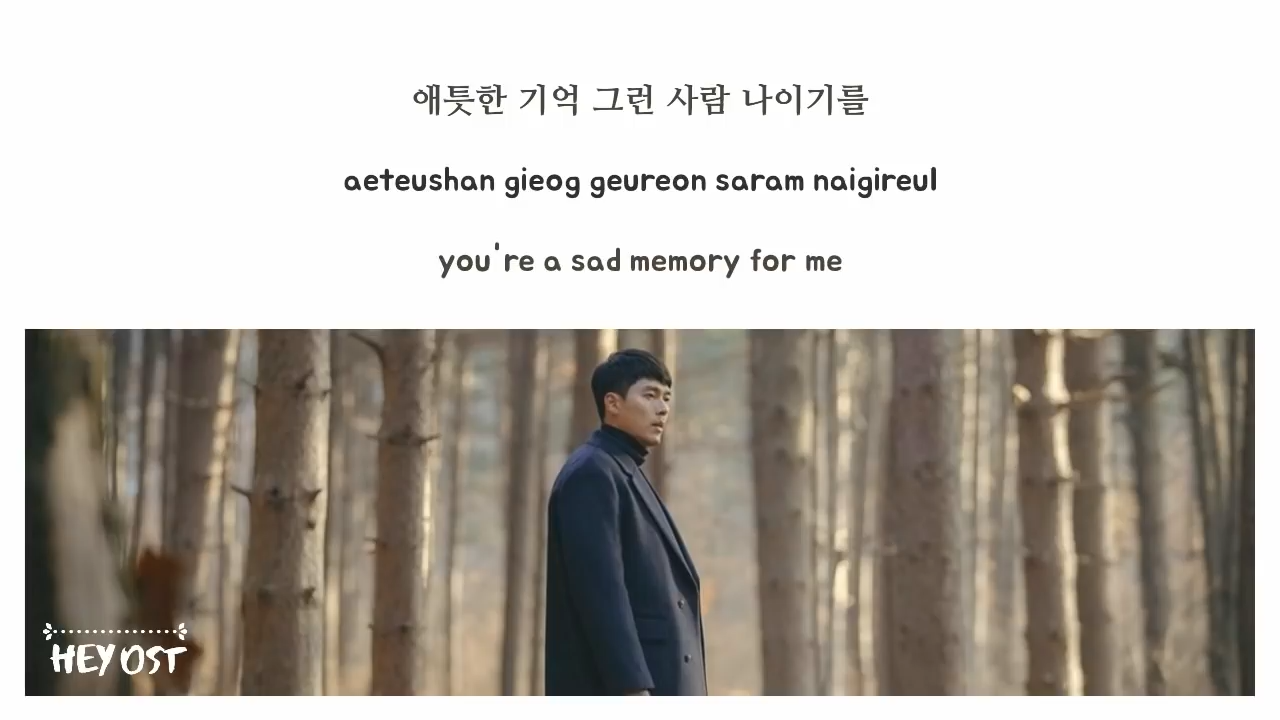 애틋한 기억 그런 사람 나이기를
aeteushan gieog geureon saram naigireul
you're a sad memory for me
HEY OST